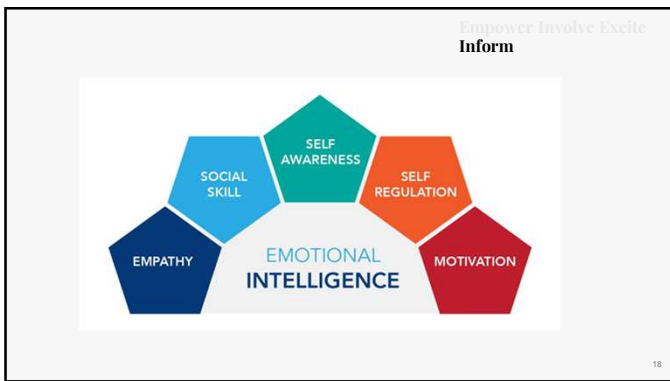 Empower Involve Excite
Inform
SELF
AWARENESS
SOCIAL
SKILL
SELF
REGULATION
EMPATHY
EMOTIONAL
INTELLIGENCE
MOTIVATION
18